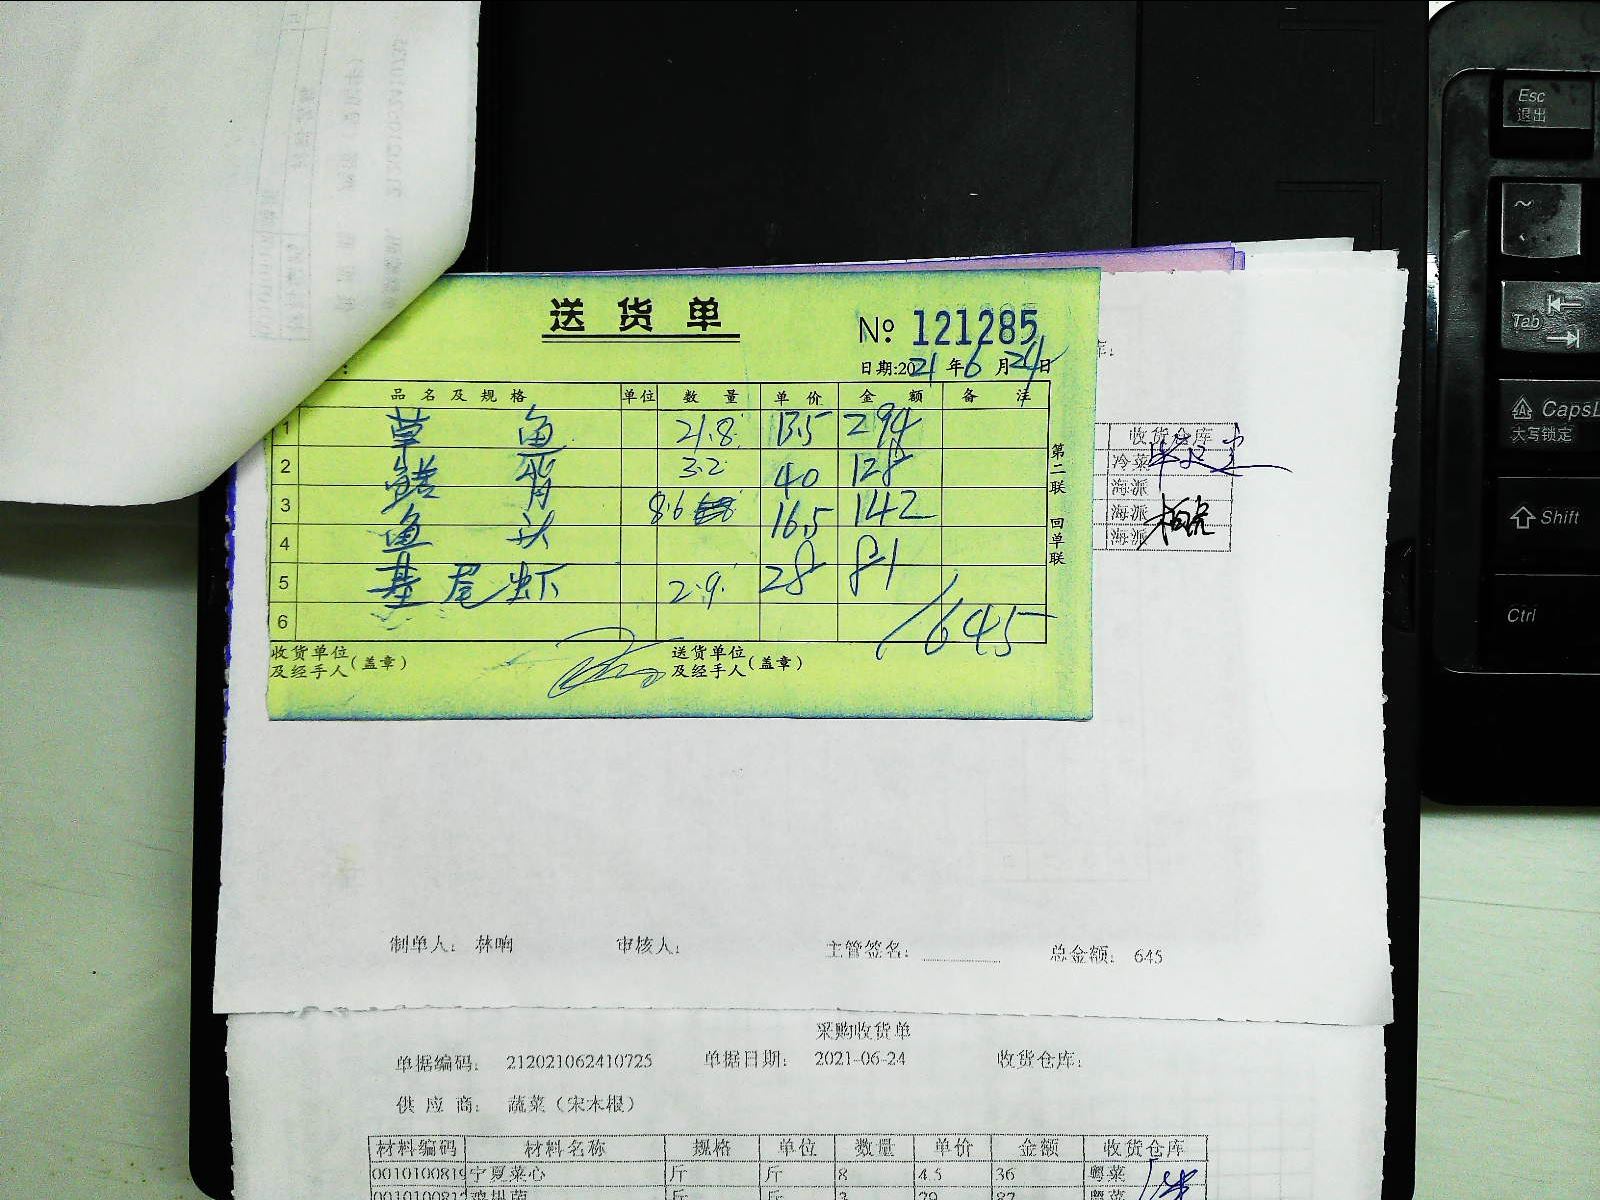 送 货 单
№ 121285
日期:2021 年 6 月 24 日
品名及规格 单位 数量 单价 金额 备注
1 草 鱼 21.8 13.5 294
2 鳝 背 3.2 40 128
3 鱼 头 8.6 16.5 142
4
5 基尾虾 2.9 28 81
6 645
收货单位及经手人(盖章) 送货单位及经手人(盖章)
第二联 回单联
库:
收货仓库
冷菜
海派
海派
海派
制单人: 林响 审核人: 主管签名: 总金额: 645
采购收货单
单据编码: 212021062410725 单据日期: 2021-06-24 收货仓库:
供 应 商: 蔬菜（宋木根）
材料编码 材料名称 规格 单位 数量 单价 金额 收货仓库
0010100819 宁夏菜心 斤 斤 8 4.5 36 粤菜
Esc
退出
~
Tab
CapsL
大写锁定
Shift
Ctrl